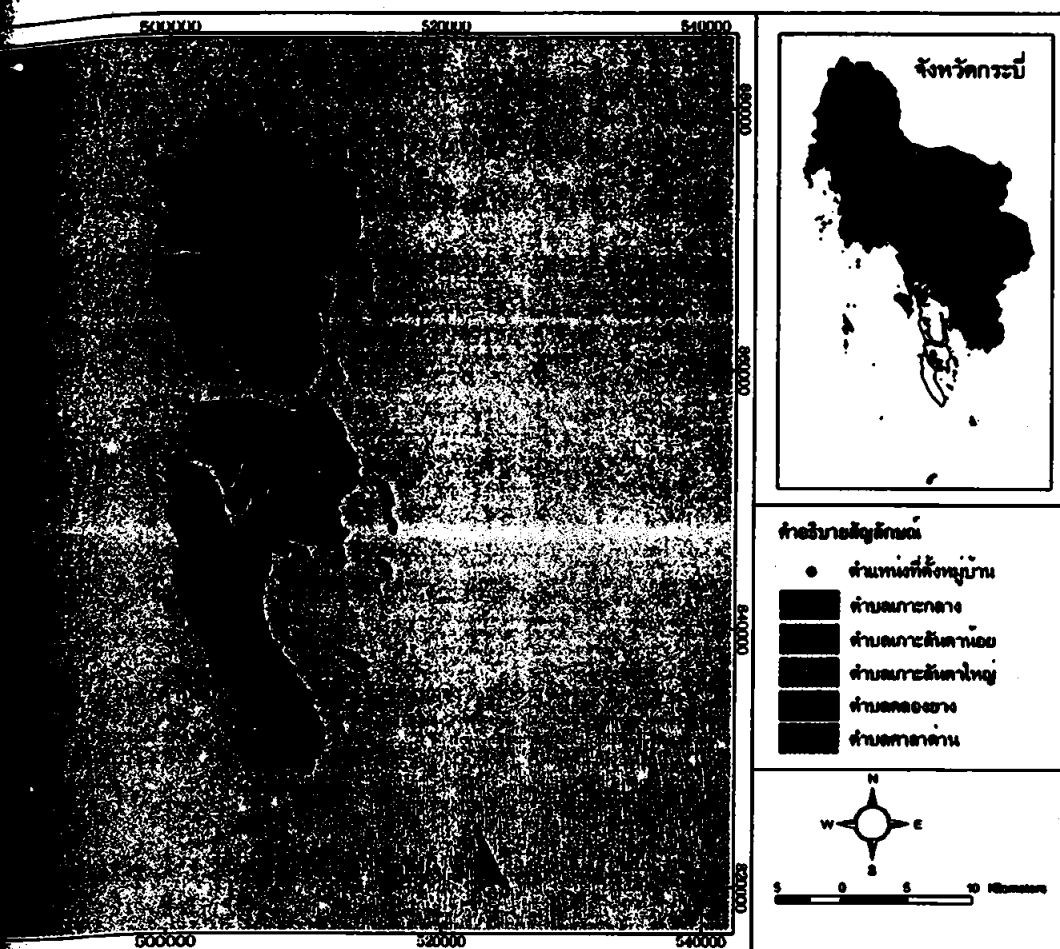 500000 520000 540000
จังหวัดกระบี่
880000
860000
840000
820000
คำอธิบายสัญลักษณ์
ตำแหน่งที่ตั้งหมู่บ้าน
ตำบลเกาะกลาง
ตำบลเกาะลันตาน้อย
ตำบลเกาะลันตาใหญ่
ตำบลคลองยาง
ตำบลศาลาด่าน
N
W E
S
5 0 5 10 Kilometers
500000 520000 540000